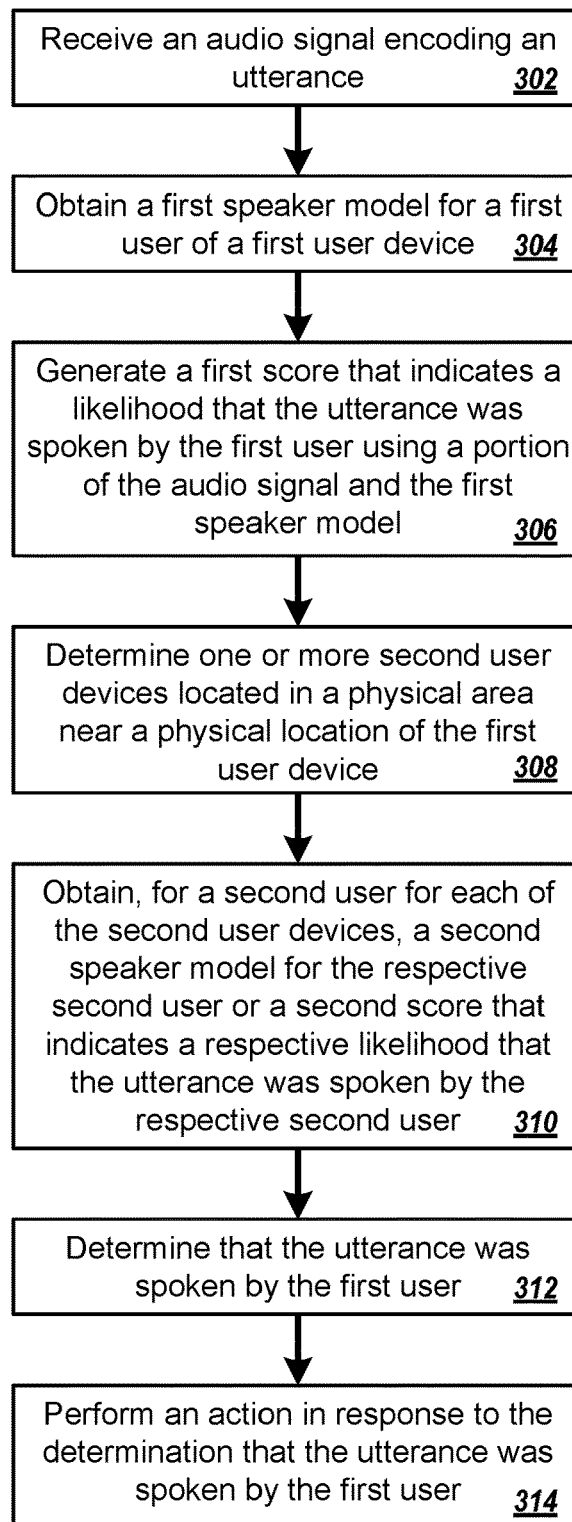 Receive an audio signal encoding an
utterance 302
Obtain a first speaker model for a first
user of a first user device 304
Generate a first score that indicates a
likelihood that the utterance was
spoken by the first user using a portion
of the audio signal and the first
speaker model 306
Determine one or more second user
devices located in a physical area
near a physical location of the first
user device 308
Obtain, for a second user for each of
the second user devices, a second
speaker model for the respective
second user or a second score that
indicates a respective likelihood that
the utterance was spoken by the
respective second user 310
Determine that the utterance was
spoken by the first user 312
Perform an action in response to the
determination that the utterance was
spoken by the first user 314